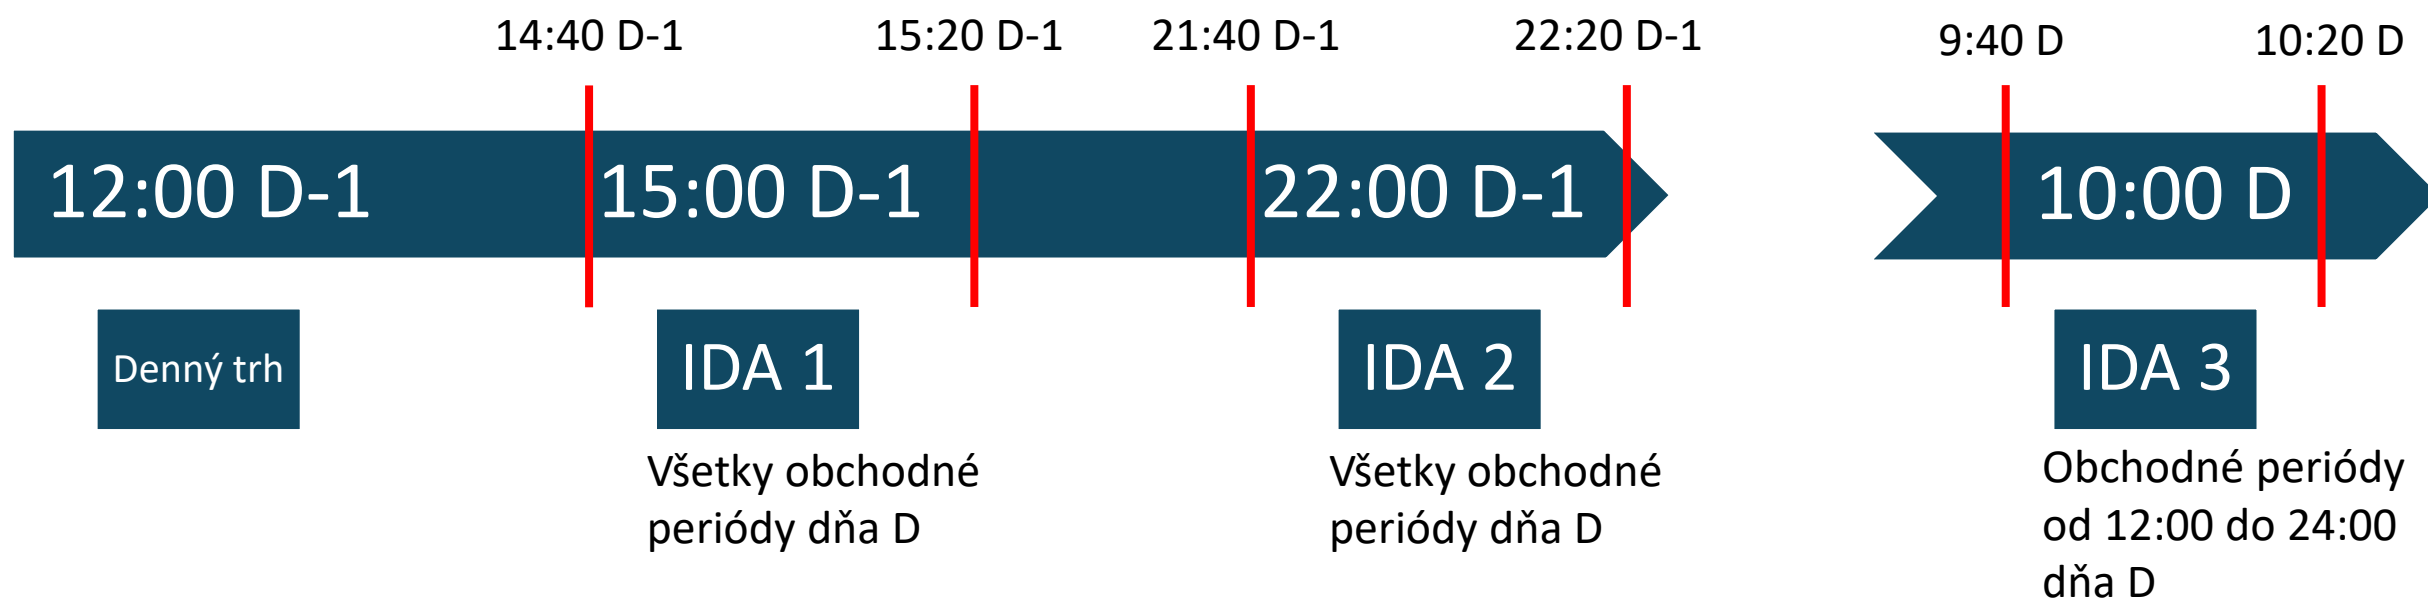 14:40 D-1
15:20 D-1
21:40 D-1
22:20 D-1
9:40 D
10:20 D
12:00 D-1
15:00 D-1
22:00 D-1
10:00 D
Denný trh
IDA 1
IDA 2
IDA 3
Všetky obchodné
periódy dňa D
Všetky obchodné
periódy dňa D
Obchodné periódy
od 12:00 do 24:00
dňa D